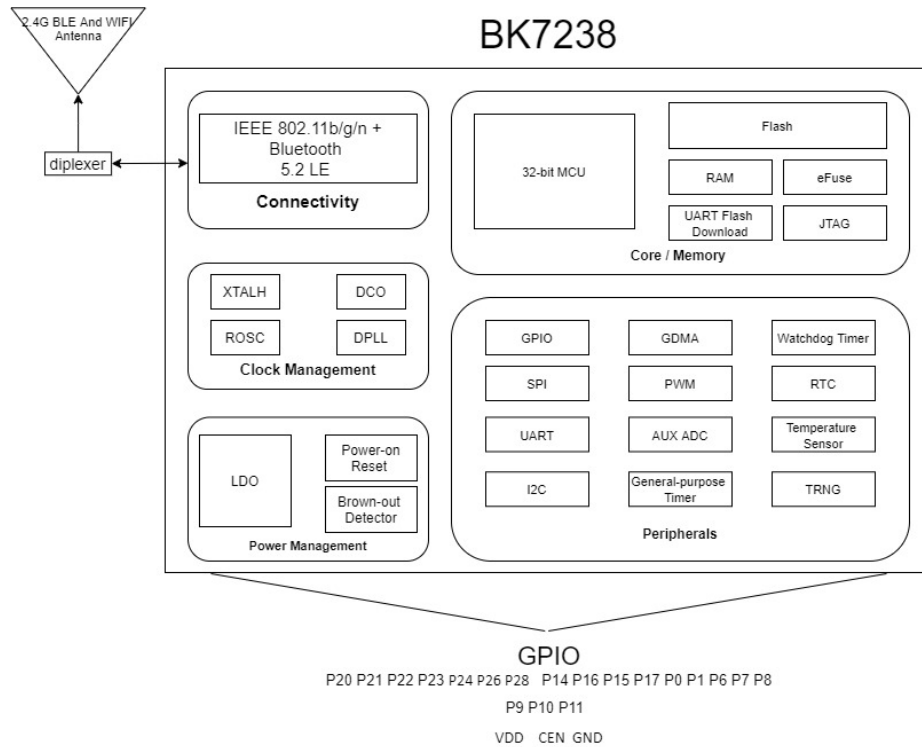 2.4G BLE And WIFI
Antenna
BK7238
diplexer
IEEE 802.11b/g/n +
Bluetooth
5.2 LE
Connectivity
32-bit MCU
Flash
RAM
eFuse
UART Flash
Download
JTAG
Core / Memory
XTALH
DCO
ROSC
DPLL
Clock Management
GPIO
GDMA
Watchdog Timer
SPI
PWM
RTC
UART
AUX ADC
Temperature
Sensor
I2C
General-purpose
Timer
TRNG
Peripherals
LDO
Power-on
Reset
Brown-out
Detector
Power Management
GPIO
P20 P21 P22 P23 P24 P26 P28 P14 P16 P15 P17 P0 P1 P6 P7 P8
P9 P10 P11
VDD CEN GND